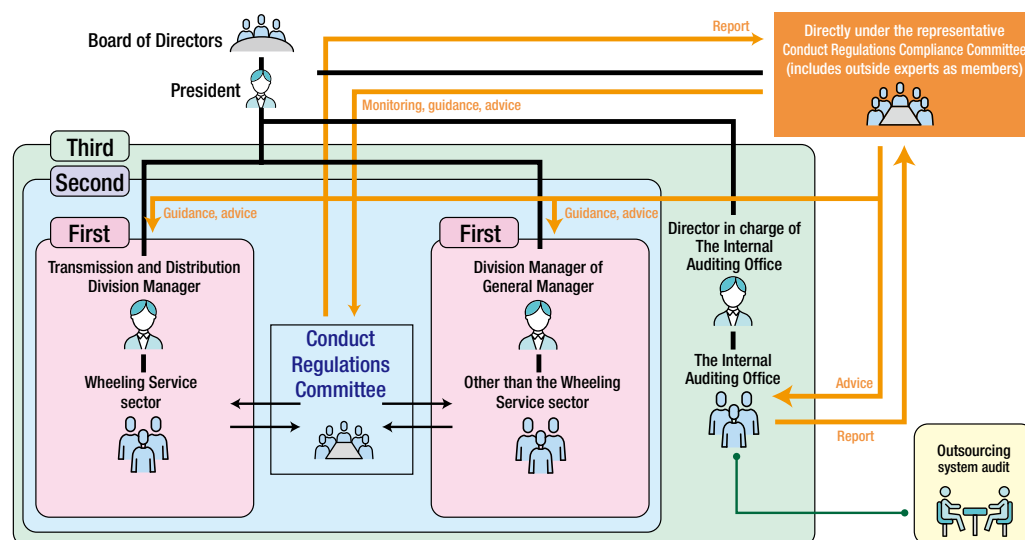 Board of Directors
President
Report
Monitoring, guidance, advice
Directly under the representative
Conduct Regulations Compliance Committee
(includes outside experts as members)
Third
Second
First
First
Guidance, advice
Guidance, advice
Transmission and Distribution
Division Manager
Wheeling Service
sector
Conduct
Regulations
Committee
Division Manager of
General Manager
Other than the Wheeling
Service sector
Director in charge of
The Internal
Auditing Office
The Internal
Auditing Office
Advice
Report
Outsourcing
system audit